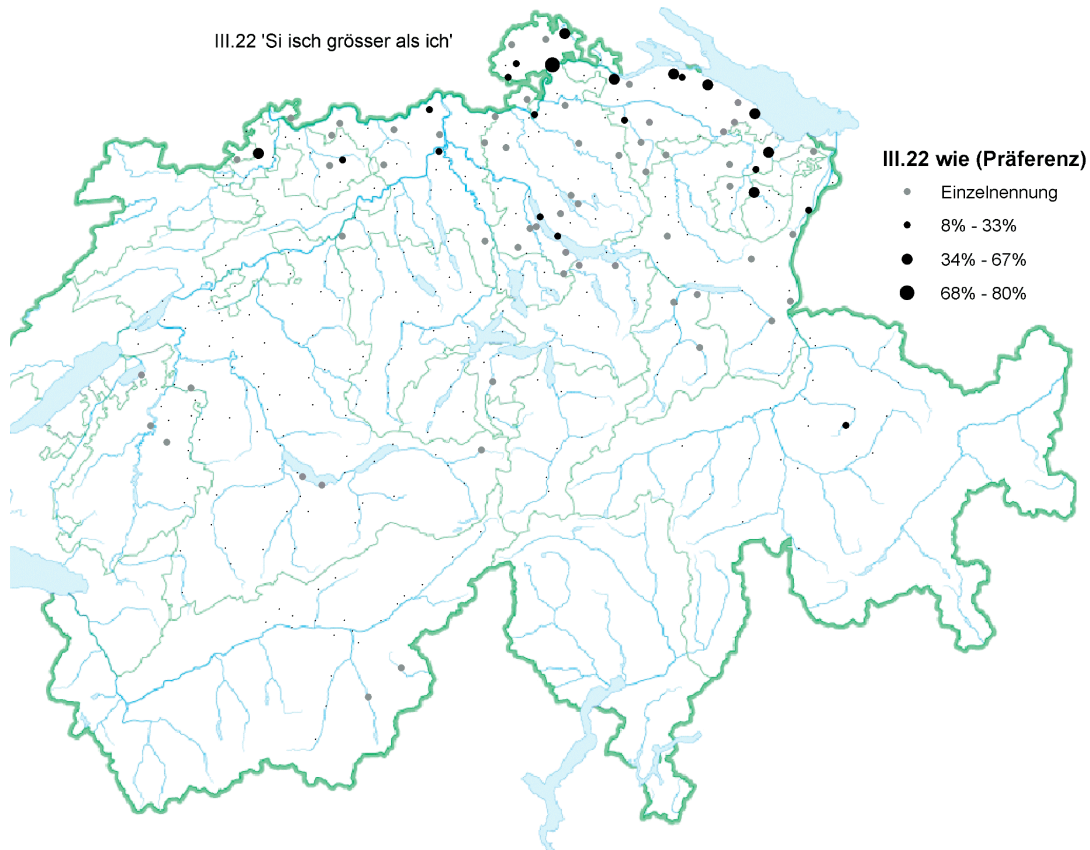 III.22 'Si isch grösser als ich'
III.22 wie (Präferenz)
Einzelnennung
8% - 33%
34% - 67%
68% - 80%